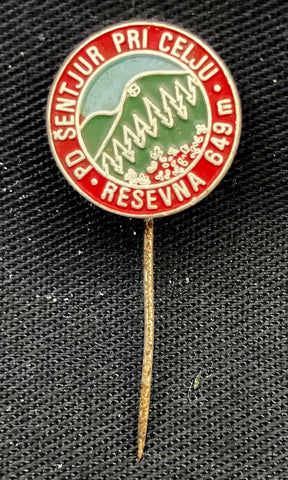 PD ŠENTJUR PRI CELJU
RESEVNA 649 m